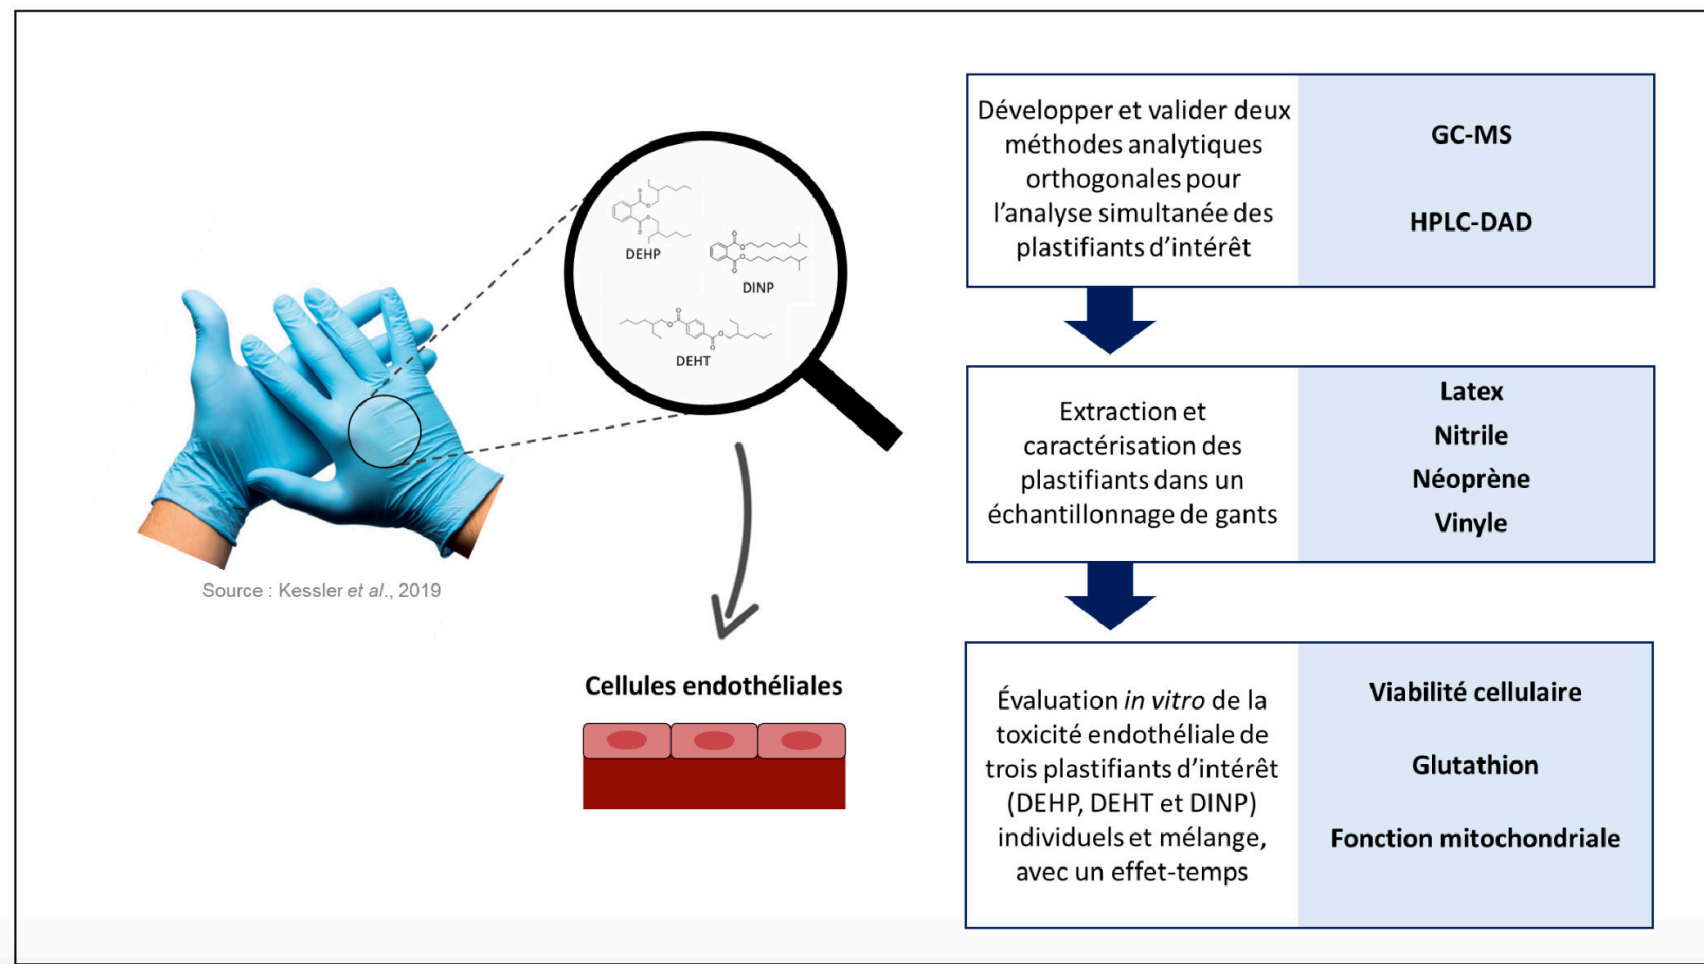 DEHP
DINP
DEHT
Source : Kessler et al., 2019
Cellules endothéliales
Développer et valider deux
méthodes analytiques
orthogonales pour
l’analyse simultanée des
plastifiants d’intérêt
GC-MS
HPLC-DAD
Extraction et
caractérisation des
plastifiants dans un
échantillonnage de gants
Latex
Nitrile
Néoprène
Vinyle
Évaluation in vitro de la
toxicité endothéliale de
trois plastifiants d’intérêt
(DEHP, DEHT et DINP)
individuels et mélange,
avec un effet-temps
Viabilité cellulaire
Glutathion
Fonction mitochondriale